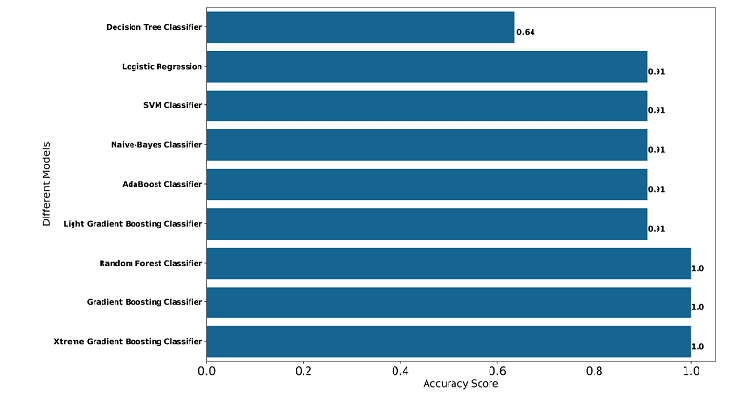 Decision Tree Classifier
0.64
Logistic Regression
0.91
SVM Classifier
0.91
Naive-Bayes Classifier
0.91
AdaBoost Classifier
0.91
Light Gradient Boosting Classifier
0.91
Random Forest Classifier
1.0
Gradient Boosting Classifier
1.0
Xtreme Gradient Boosting Classifier
1.0
Different Models
0.0 0.2 0.4 0.6 0.8 1.0
Accuracy Score